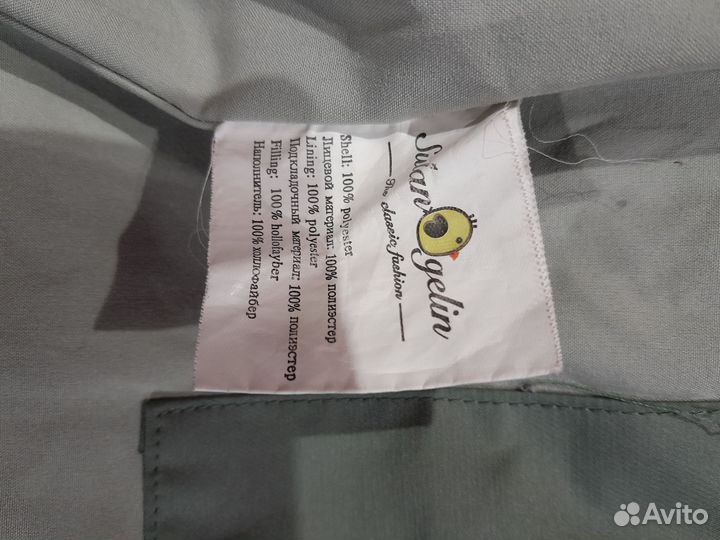 Swan gelin
The classic fashion
Shell: 100% polyester
Лицевой материал: 100% полиэстер
Lining: 100% polyester
Подкладочный материал: 100% полиэстер
Filling: 100% hollofayber
Наполнитель: 100% холлофайбер
Avito